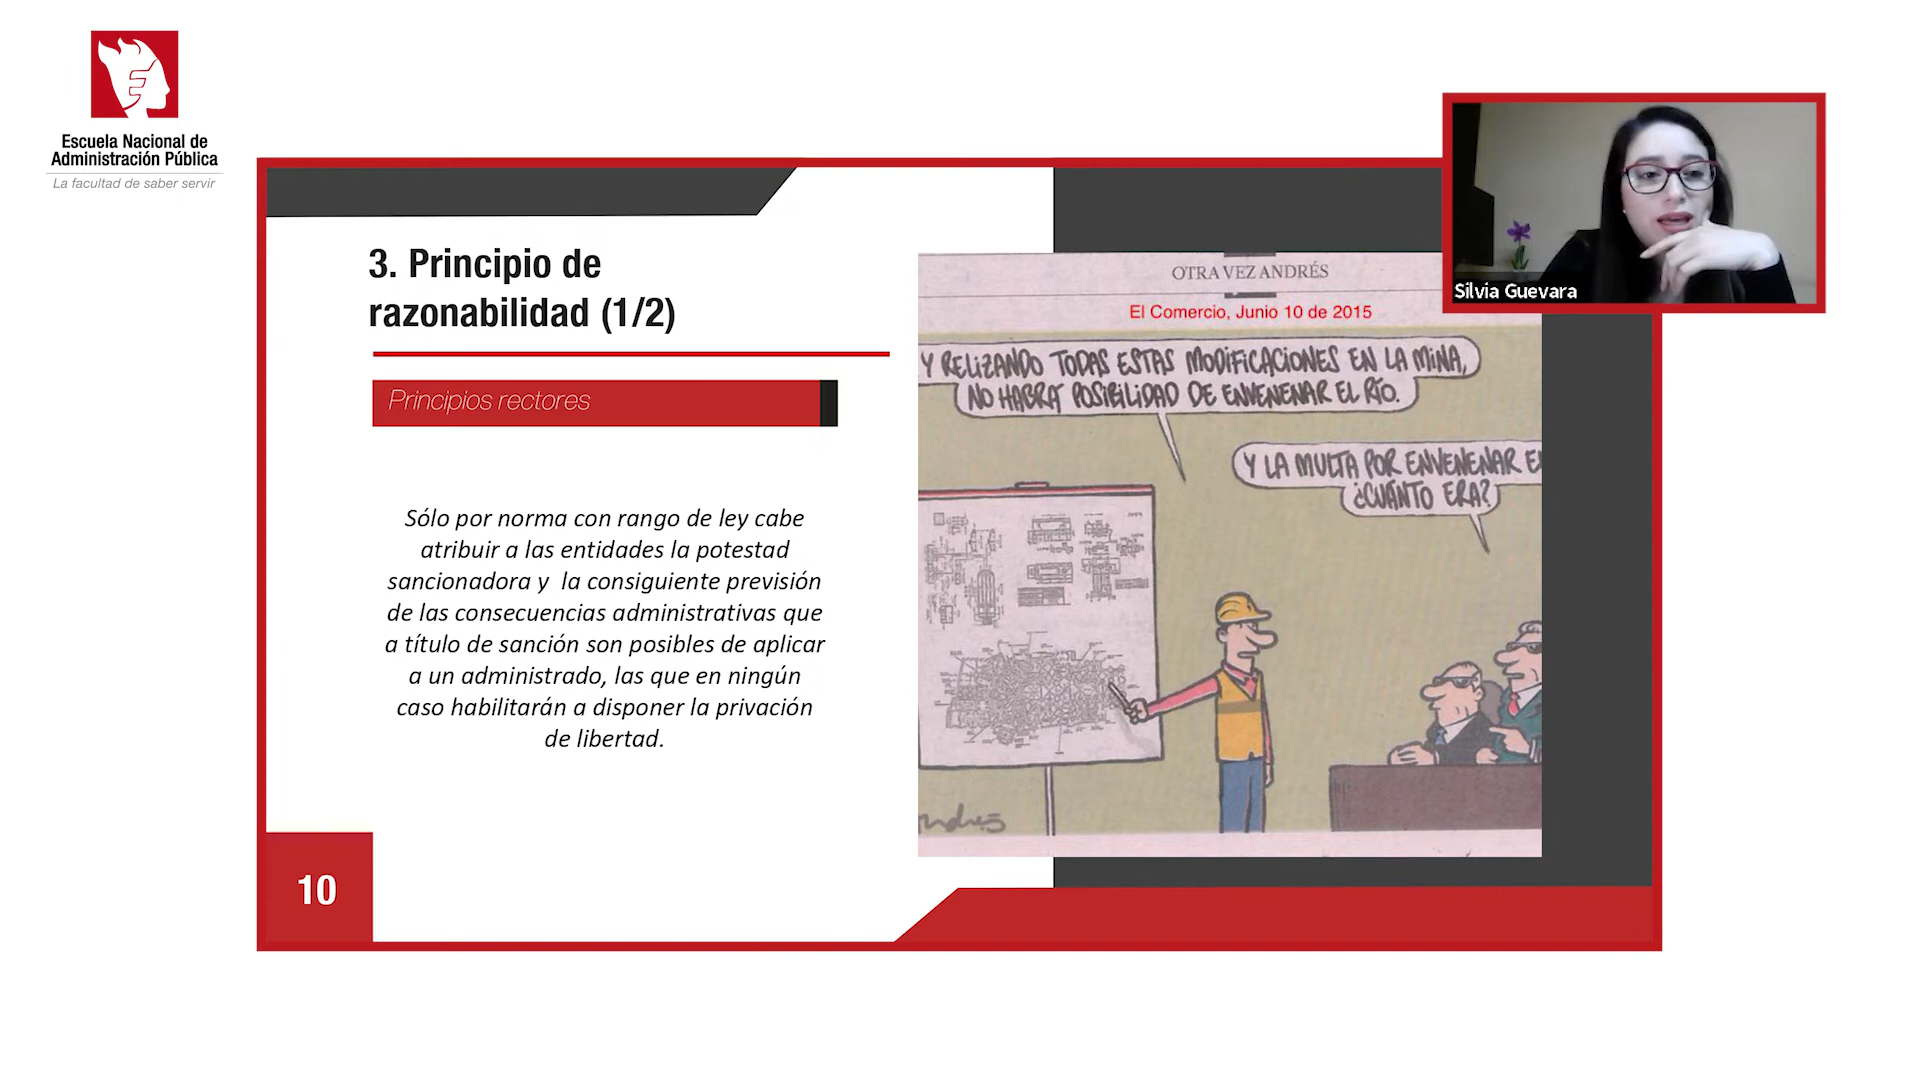 Escuela Nacional de
Administración Pública
La facultad de saber servir
3. Principio de
razonabilidad (1/2)
Principios rectores
Sólo por norma con rango de ley cabe
atribuir a las entidades la potestad
sancionadora y la consiguiente previsión
de las consecuencias administrativas que
a título de sanción son posibles de aplicar
a un administrado, las que en ningún
caso habilitarán a disponer la privación
de libertad.
10
OTRA VEZ ANDRÉS
El Comercio, Junio 10 de 2015
Y RELIZANDO TODAS ESTAS MODIFICACIONES EN LA MINA,
NO HABRÁ POSIBILIDAD DE ENVENENAR EL RÍO.
Y LA MULTA POR ENVENENAR
¿CUÁNTO ERA?
Silvia Guevara